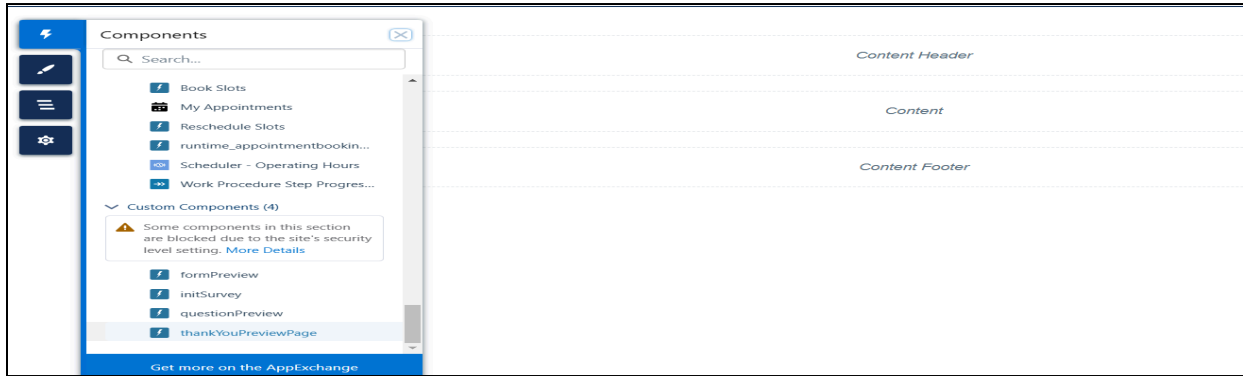 Components
Search...
Book Slots
My Appointments
Reschedule Slots
runtime_appointmentbookin...
Scheduler - Operating Hours
Work Procedure Step Progres...
Custom Components (4)
Some components in this section
are blocked due to the site's security
level setting. More Details
formPreview
initSurvey
questionPreview
thankYouPreviewPage
Get more on the AppExchange
Content Header
Content
Content Footer